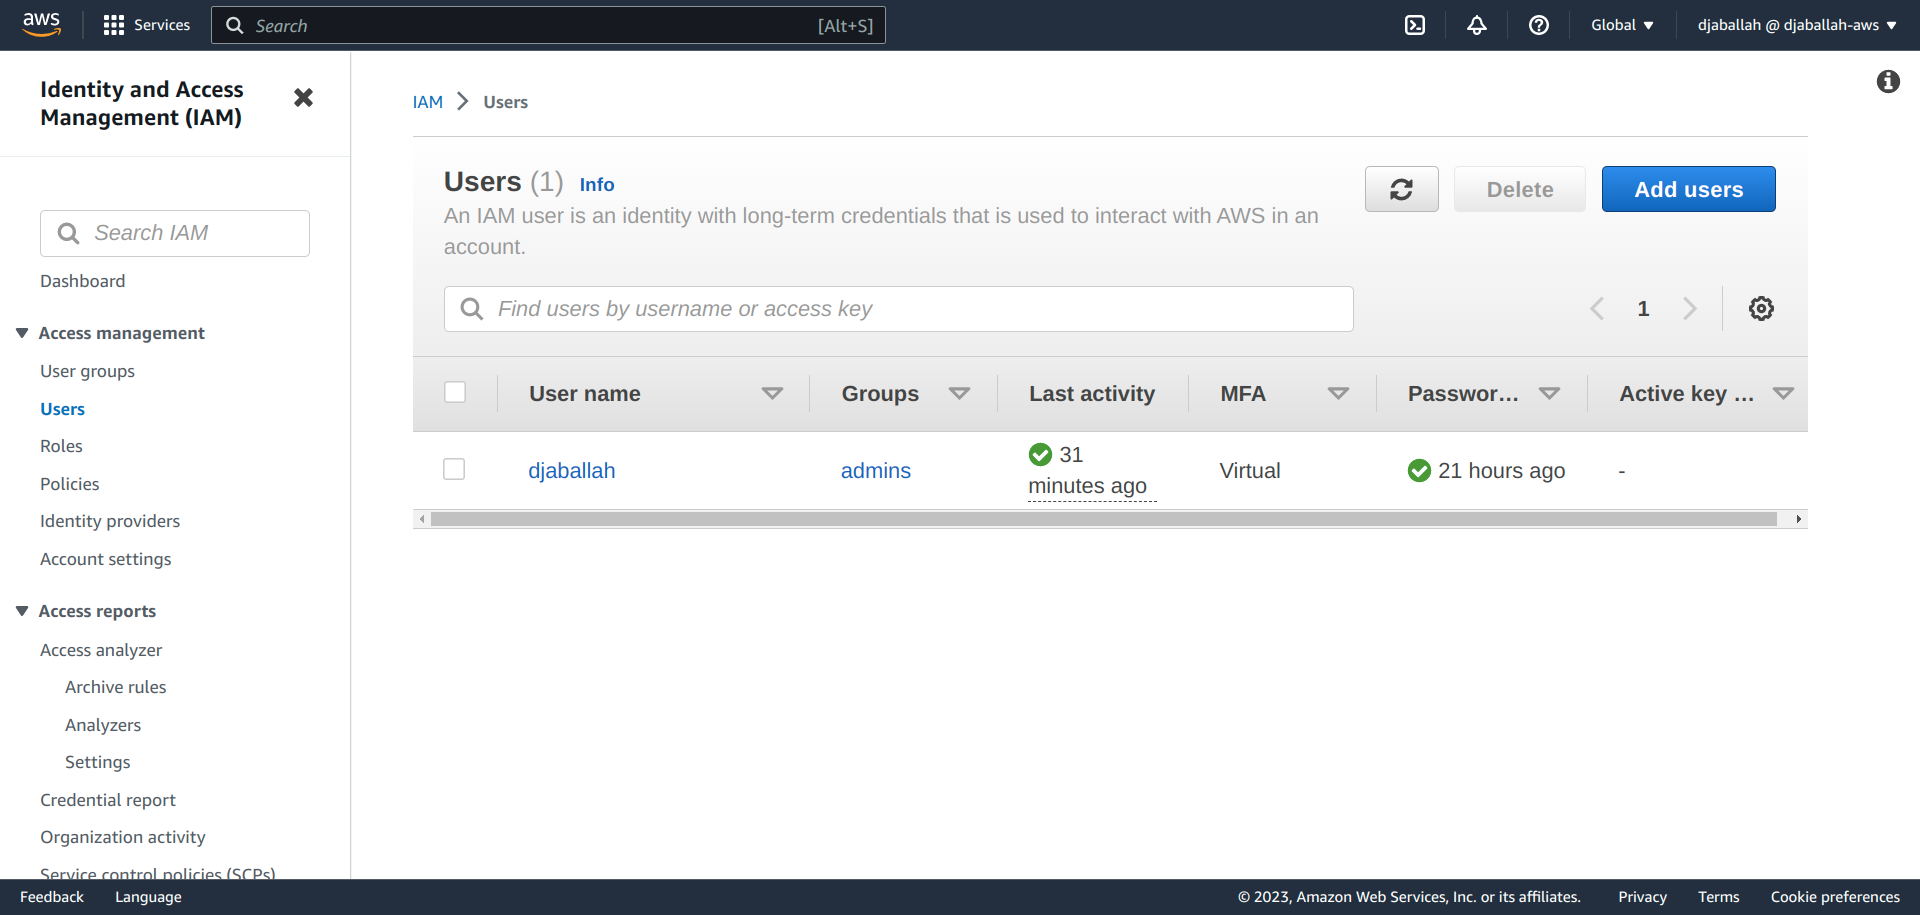 aws
Services
Search
[Alt+S]
Global
djaballah @ djaballah-aws
Identity and Access
Management (IAM)
Search IAM
Dashboard
Access management
User groups
Users
Roles
Policies
Identity providers
Account settings
Access reports
Access analyzer
Archive rules
Analyzers
Settings
Credential report
Organization activity
Service control policies (SCPs)
IAM
Users
Users (1) Info
An IAM user is an identity with long-term credentials that is used to interact with AWS in an
account.
Delete
Add users
Find users by username or access key
1
User name
Groups
Last activity
MFA
Passwor...
Active key ...
djaballah
admins
31
minutes ago
Virtual
21 hours ago
-
Feedback
Language
© 2023, Amazon Web Services, Inc. or its affiliates.
Privacy
Terms
Cookie preferences